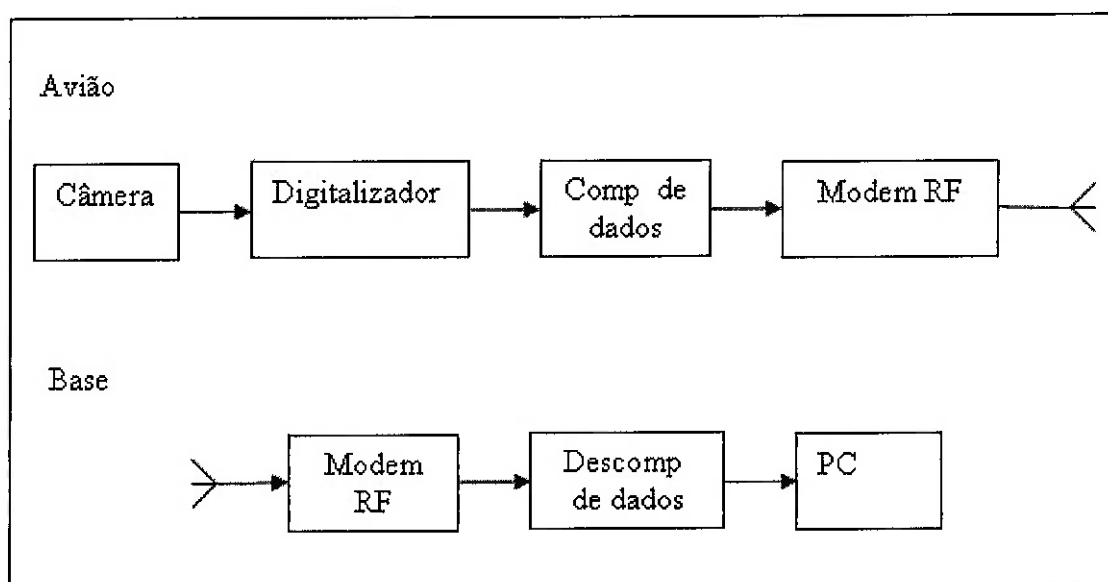 Avião
Câmera
Digitalizador
Comp de
dados
Modem RF
Base
Modem
RF
Descomp
de dados
PC